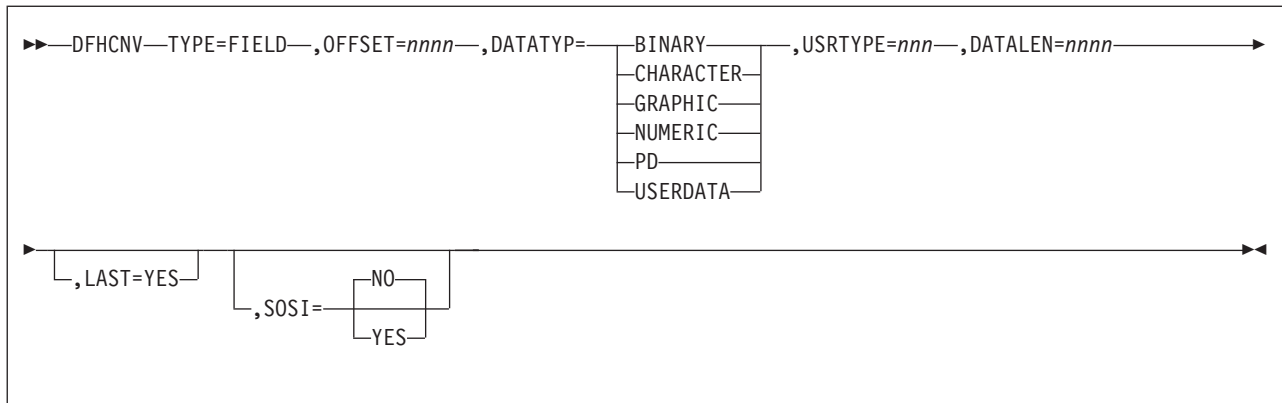 DFHCNV TYPE=FIELD ,OFFSET=nnnn ,DATATYP= BINARY ,USRTYPE=nnn ,DATALEN=nnnn
CHARACTER
GRAPHIC
NUMERIC
PD
USERDATA
,LAST=YES ,SOSI= NO
YES